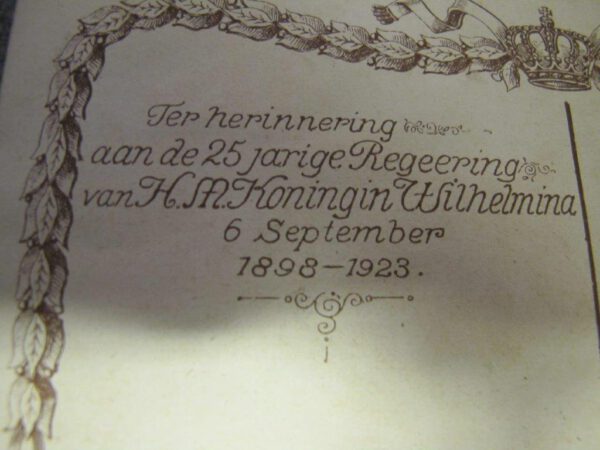 Ter herinnering
aan de 25 jarige Regeering
van H.M. Koningin Wilhelmina
6 September
1898-1923.